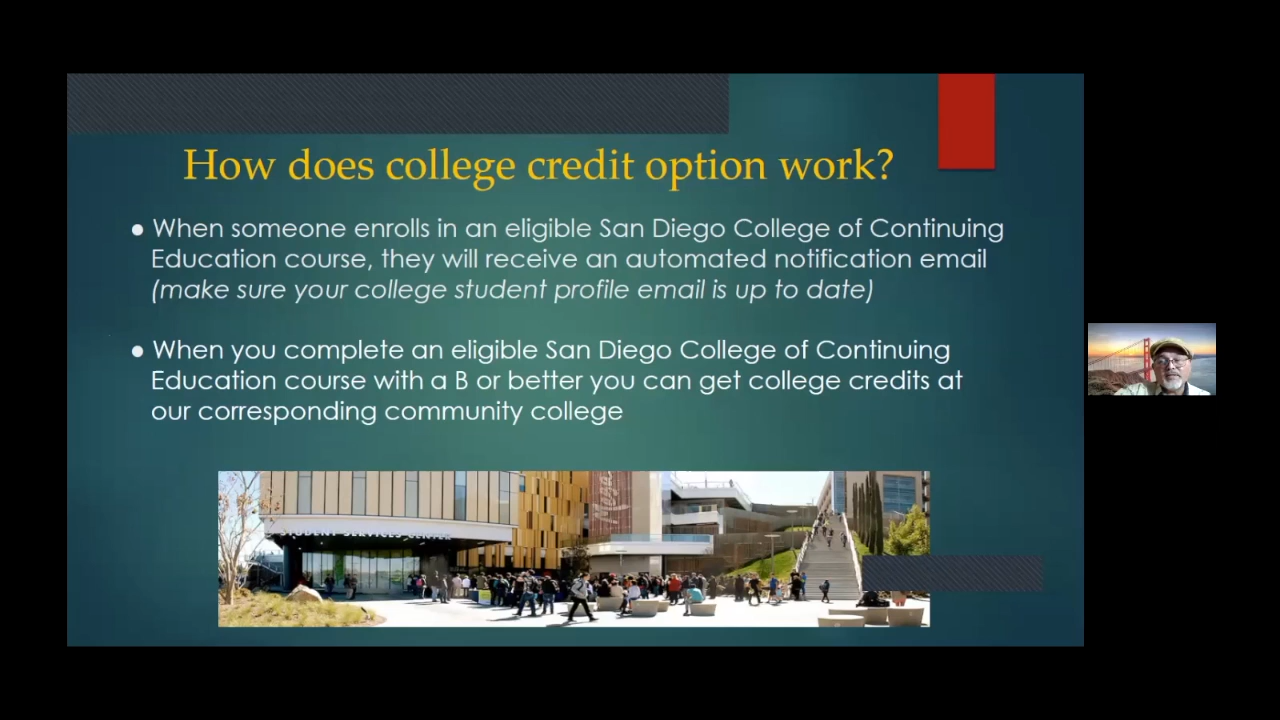 How does college credit option work?
● When someone enrolls in an eligible San Diego College of Continuing
Education course, they will receive an automated notification email
(make sure your college student profile email is up to date)
● When you complete an eligible San Diego College of Continuing
Education course with a B or better you can get college credits at
our corresponding community college